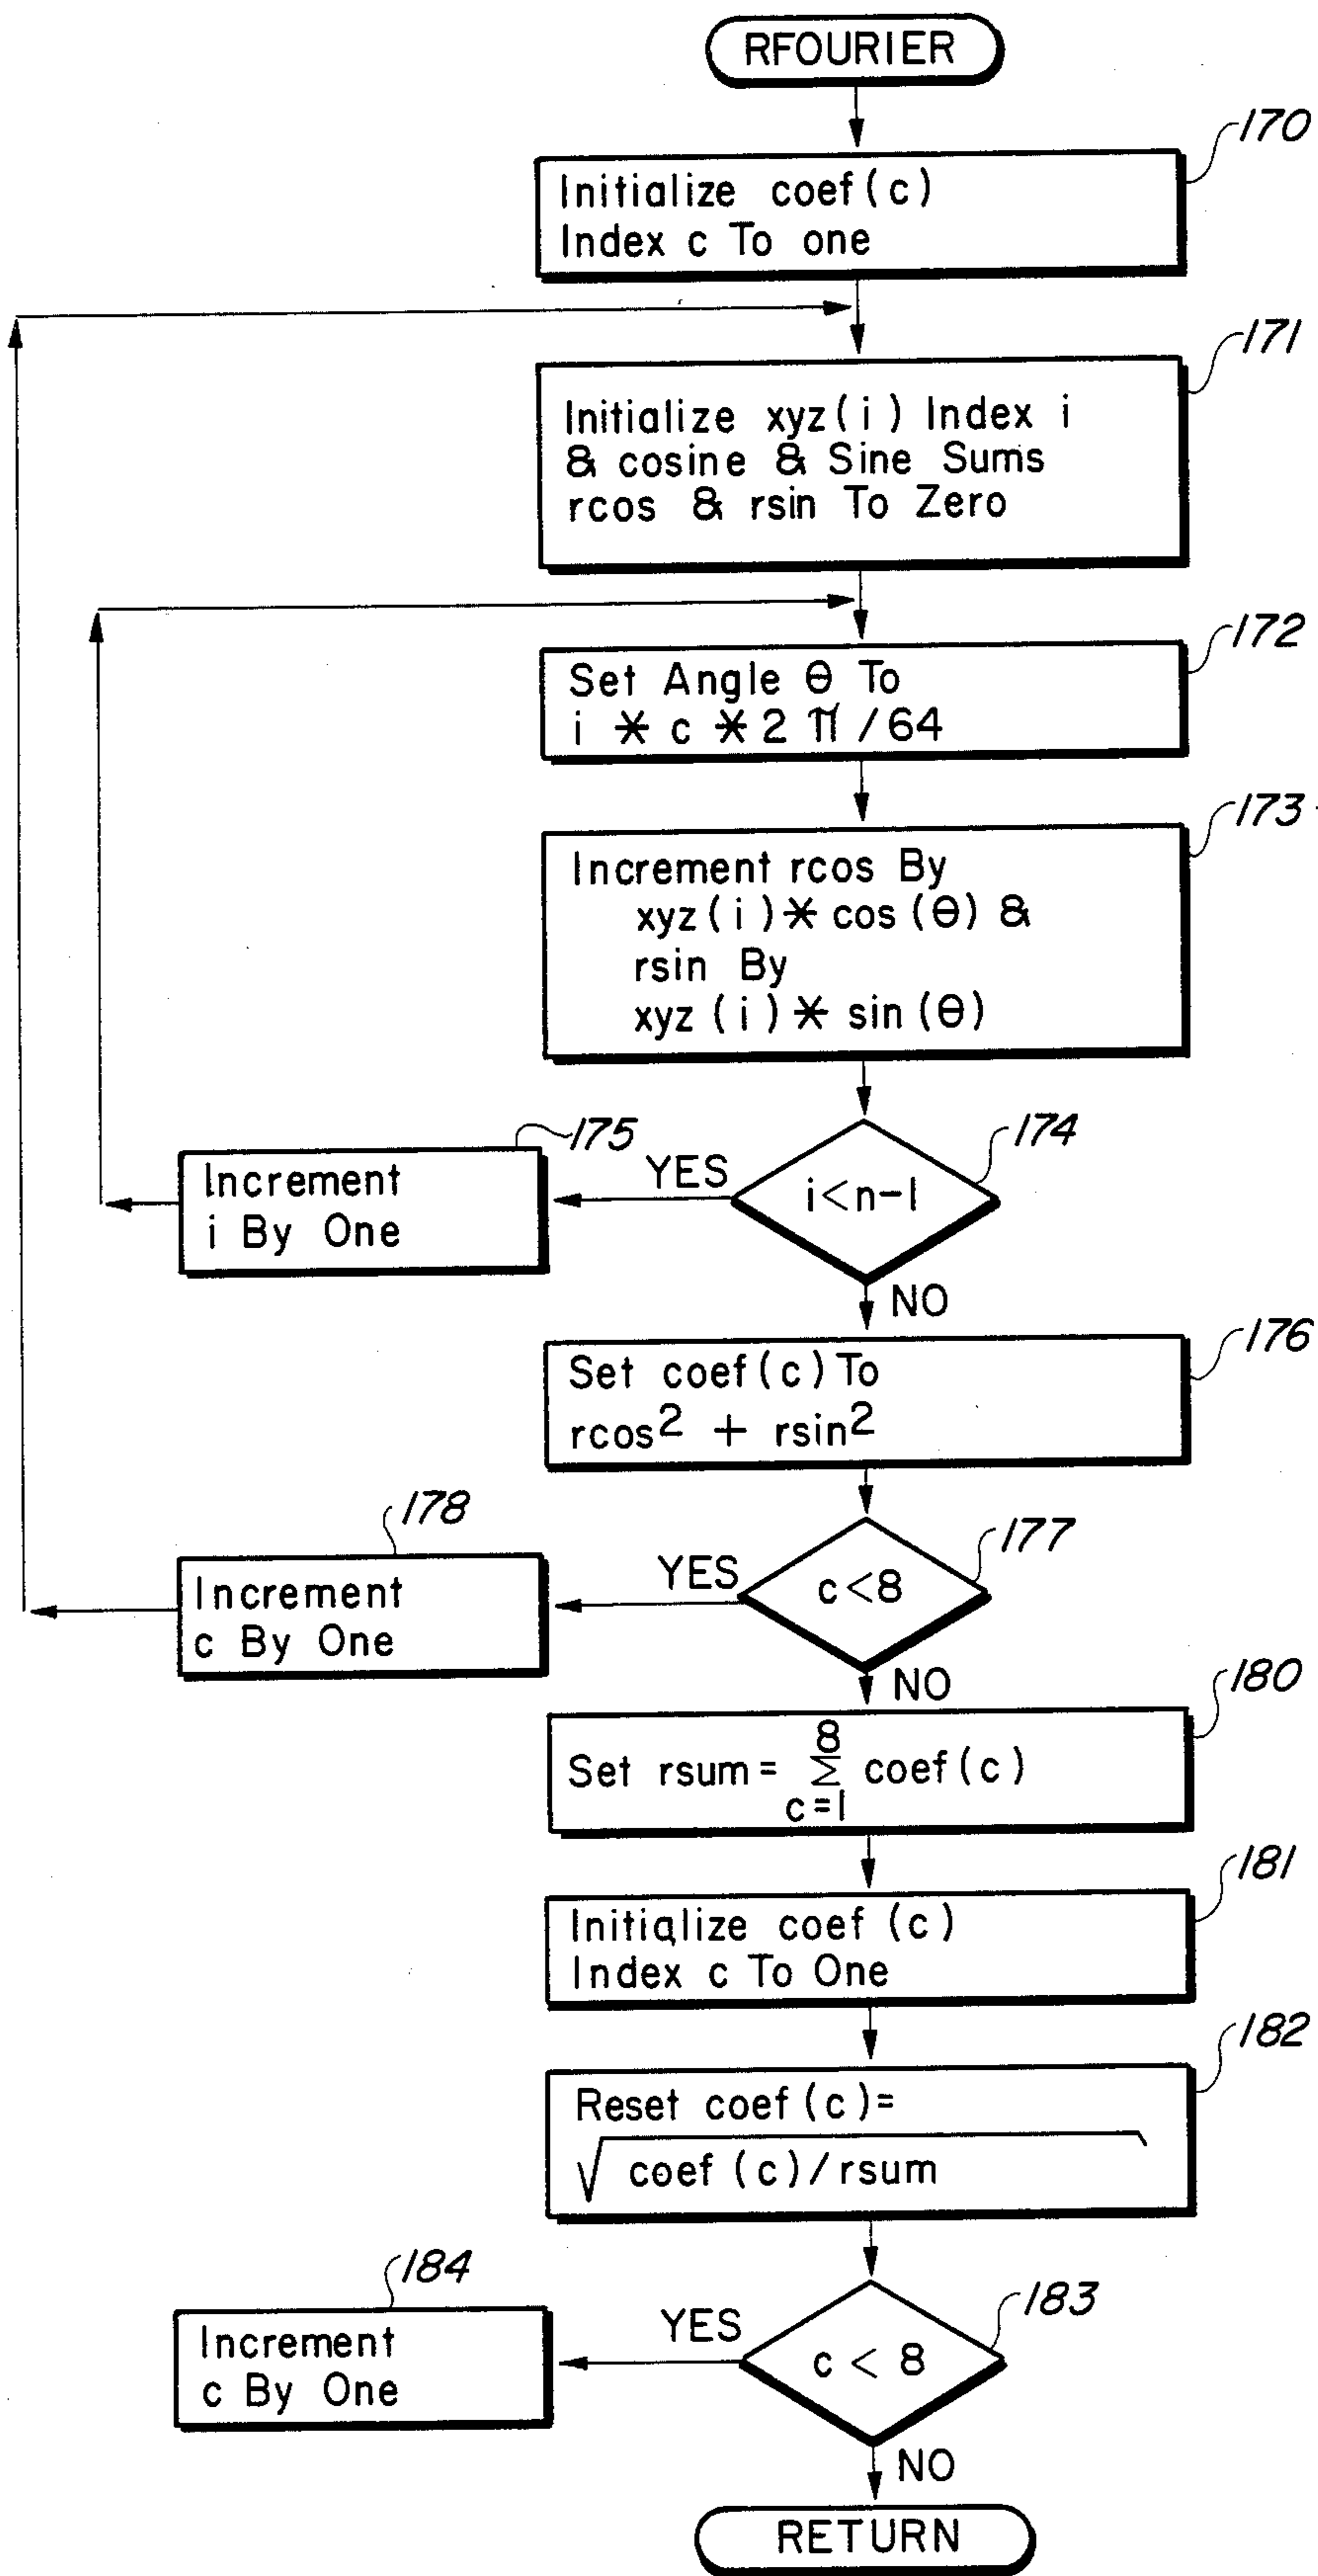 RFOURIER
170
Initialize coef(c)
Index c To one
171
Initialize xyz(i) Index i
& cosine & Sine Sums
rcos & rsin To Zero
172
Set Angle θ To
i * c * 2 π / 64
173
Increment rcos By
xyz(i) * cos(θ) &
rsin By
xyz(i) * sin(θ)
174
i<n-1
YES
175
Increment
i By One
NO
176
Set coef(c) To
rcos² + rsin²
177
c<8
YES
178
Increment
c By One
NO
180
8
Set rsum= Σ coef(c)
c=1
181
Initialize coef (c)
Index c To One
182
Reset coef (c)=
√ coef (c)/rsum
183
c < 8
YES
184
Increment
c By One
NO
RETURN